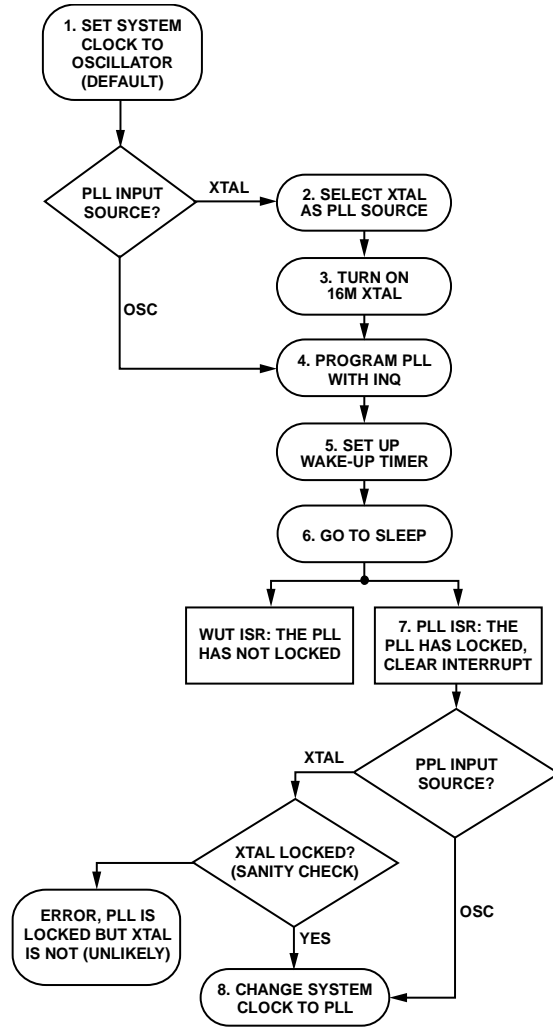 1. SET SYSTEM
CLOCK TO
OSCILLATOR
(DEFAULT)
PLL INPUT
SOURCE?
XTAL
2. SELECT XTAL
AS PLL SOURCE
3. TURN ON
16M XTAL
OSC
4. PROGRAM PLL
WITH INQ
5. SET UP
WAKE-UP TIMER
6. GO TO SLEEP
WUT ISR: THE PLL
HAS NOT LOCKED
7. PLL ISR: THE
PLL HAS LOCKED,
CLEAR INTERRUPT
PPL INPUT
SOURCE?
XTAL
XTAL LOCKED?
(SANITY CHECK)
ERROR, PLL IS
LOCKED BUT XTAL
IS NOT (UNLIKELY)
YES
OSC
8. CHANGE SYSTEM
CLOCK TO PLL